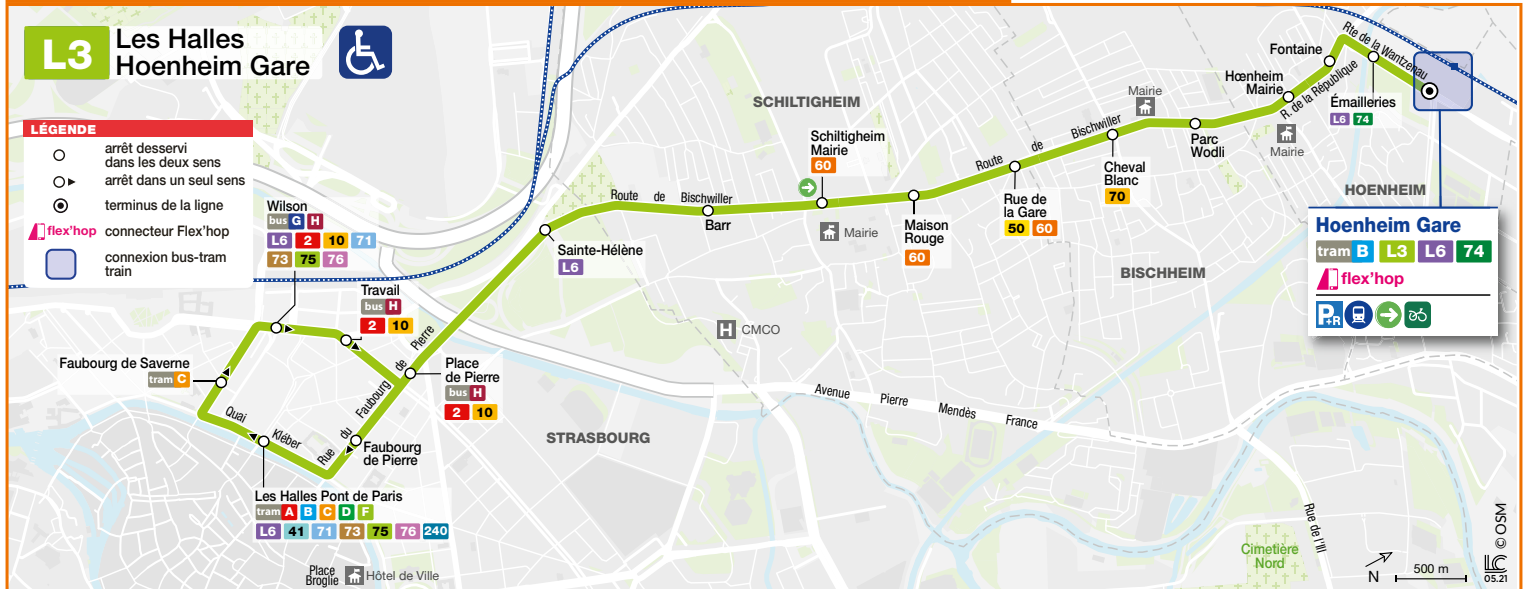 L3
Les Halles
Hoenheim Gare
LÉGENDE
arrêt desservi
dans les deux sens
arrêt dans un seul sens
terminus de la ligne
flex'hop connecteur Flex'hop
connexion bus-tram
train
Wilson
bus G H
L6 2 10 71
73 75 76
Travail
bus H
2 10
Faubourg de Saverne
tram C
Place
de Pierre
bus H
2 10
Faubourg
de Pierre
Quai Kléber
Rue du Faubourg de Pierre
Les Halles Pont de Paris
tram A B C D F
L6 41 71 73 75 76 240
Place
Broglie
Hôtel de Ville
STRASBOURG
Sainte-Hélène
L6
Route de Bischwiller
Barr
SCHILTIGHEIM
Schiltigheim
Mairie
60
Mairie
Maison
Rouge
60
H CMCO
Route de Bischwiller
Rue de
la Gare
50 60
Cheval
Blanc
70
Mairie
BISCHHEIM
Parc
Wodli
Hœnheim
Mairie
Mairie
R. de la République
Fontaine
Rte de la Wantzenau
Émailleries
L6 74
HOENHEIM
Hoenheim Gare
tram B L3 L6 74
flex'hop
P+R
Avenue Pierre Mendès France
Rue de l'Ill
Cimetière
Nord
N
500 m
LC
05.21
© OSM